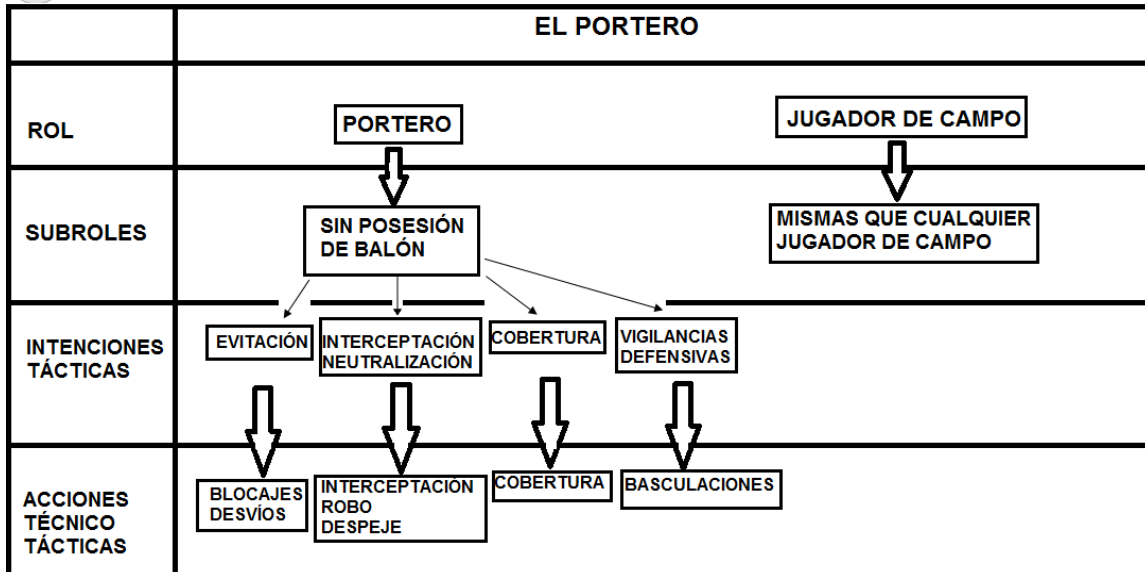 EL PORTERO
ROL
PORTERO
JUGADOR DE CAMPO
SUBROLES
SIN POSESIÓN
DE BALÓN
MISMAS QUE CUALQUIER
JUGADOR DE CAMPO
INTENCIONES
TÁCTICAS
EVITACIÓN
INTERCEPTACIÓN
NEUTRALIZACIÓN
COBERTURA
VIGILANCIAS
DEFENSIVAS
ACCIONES
TÉCNICO
TÁCTICAS
BLOCAJES
DESVÍOS
INTERCEPTACIÓN
ROBO
DESPEJE
COBERTURA
BASCULACIONES